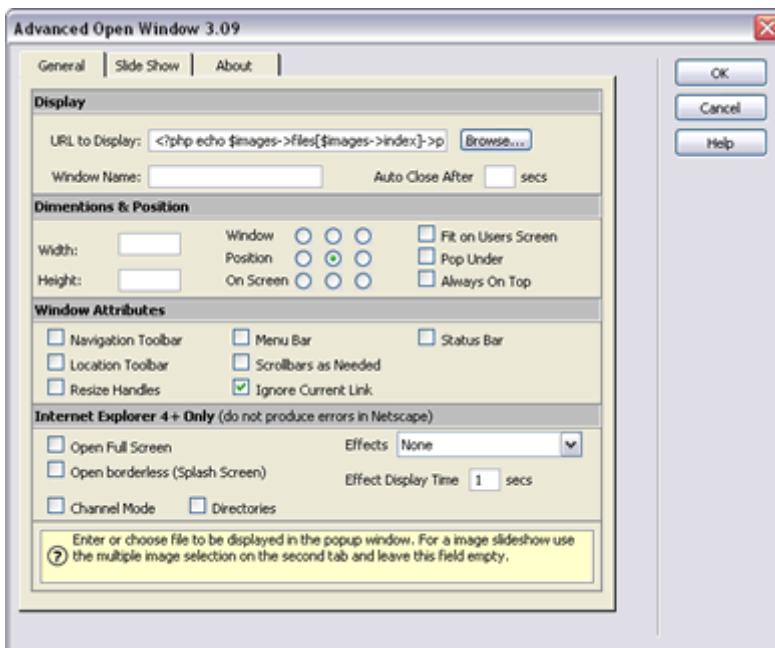 Advanced Open Window 3.09
General Slide Show About
OK
Cancel
Help
Display
URL to Display: <?php echo $images->files[$images->index]->p Browse...
Window Name: Auto Close After secs
Dimentions & Position
Width:
Height:
Window
Position
On Screen
Fit on Users Screen
Pop Under
Always On Top
Window Attributes
Navigation Toolbar Menu Bar Status Bar
Location Toolbar Scrollbars as Needed
Resize Handles Ignore Current Link
Internet Explorer 4+ Only (do not produce errors in Netscape)
Open Full Screen Effects None
Open borderless (Splash Screen) Effect Display Time 1 secs
Channel Mode Directories
Enter or choose file to be displayed in the popup window. For a image slideshow use
the multiple image selection on the second tab and leave this field empty.